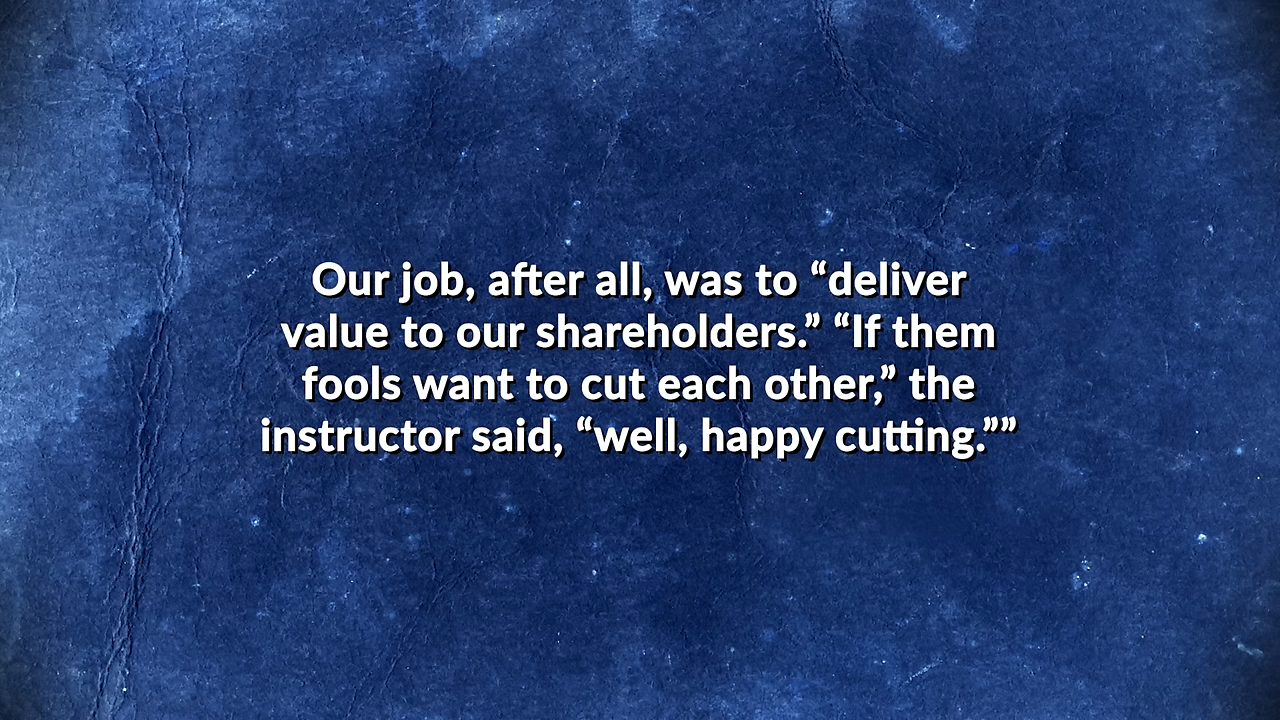 Our job, after all, was to “deliver
value to our shareholders.” “If them
fools want to cut each other,” the
instructor said, “well, happy cutting.””